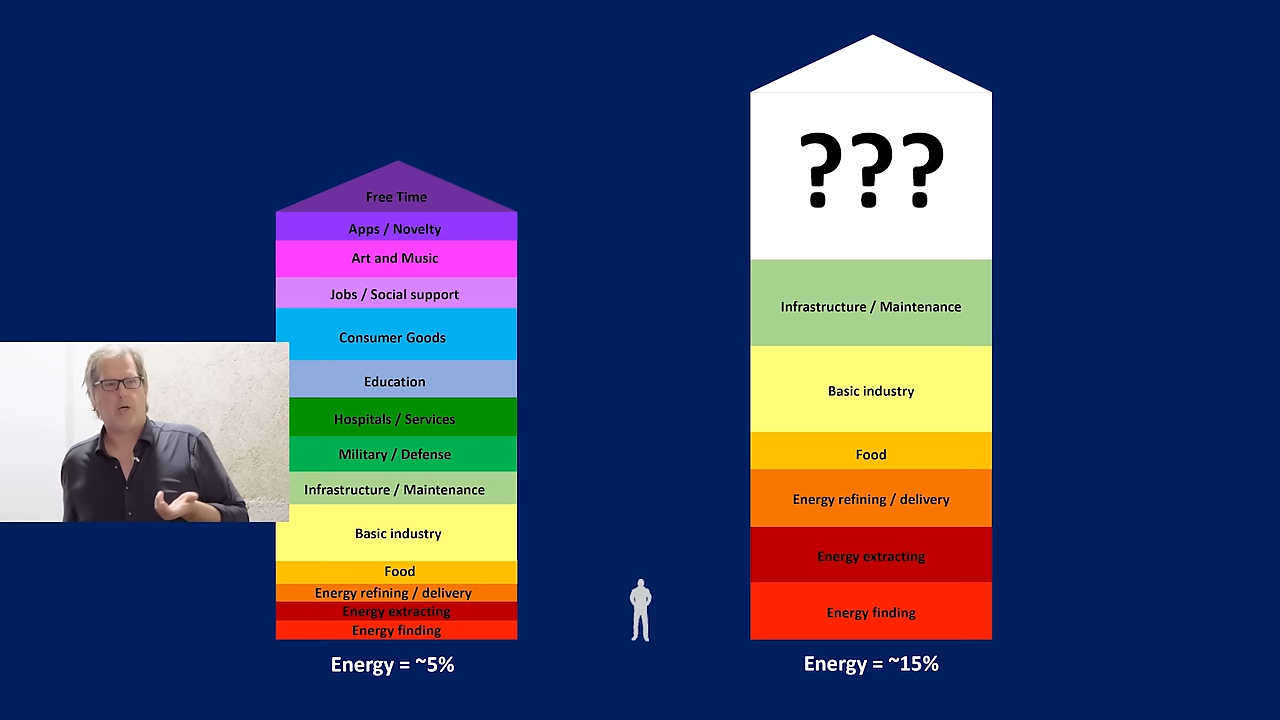 Free Time
Apps / Novelty
Art and Music
Jobs / Social support
Consumer Goods
Education
Hospitals / Services
Military / Defense
Infrastructure / Maintenance
Basic industry
Food
Energy refining / delivery
Energy extracting
Energy finding
Energy = ~5%
???
Infrastructure / Maintenance
Basic industry
Food
Energy refining / delivery
Energy extracting
Energy finding
Energy = ~15%